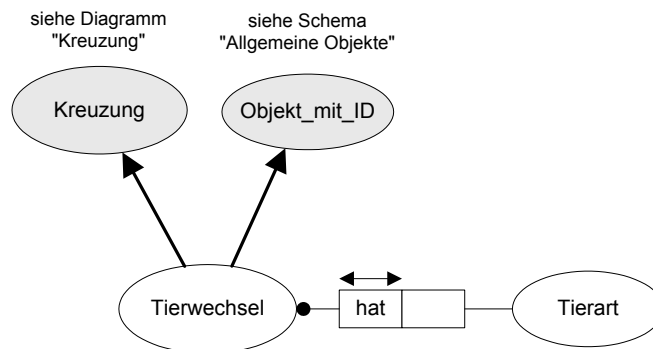 siehe Diagramm
"Kreuzung"
siehe Schema
"Allgemeine Objekte"
Kreuzung
Objekt_mit_ID
Tierwechsel
hat
Tierart